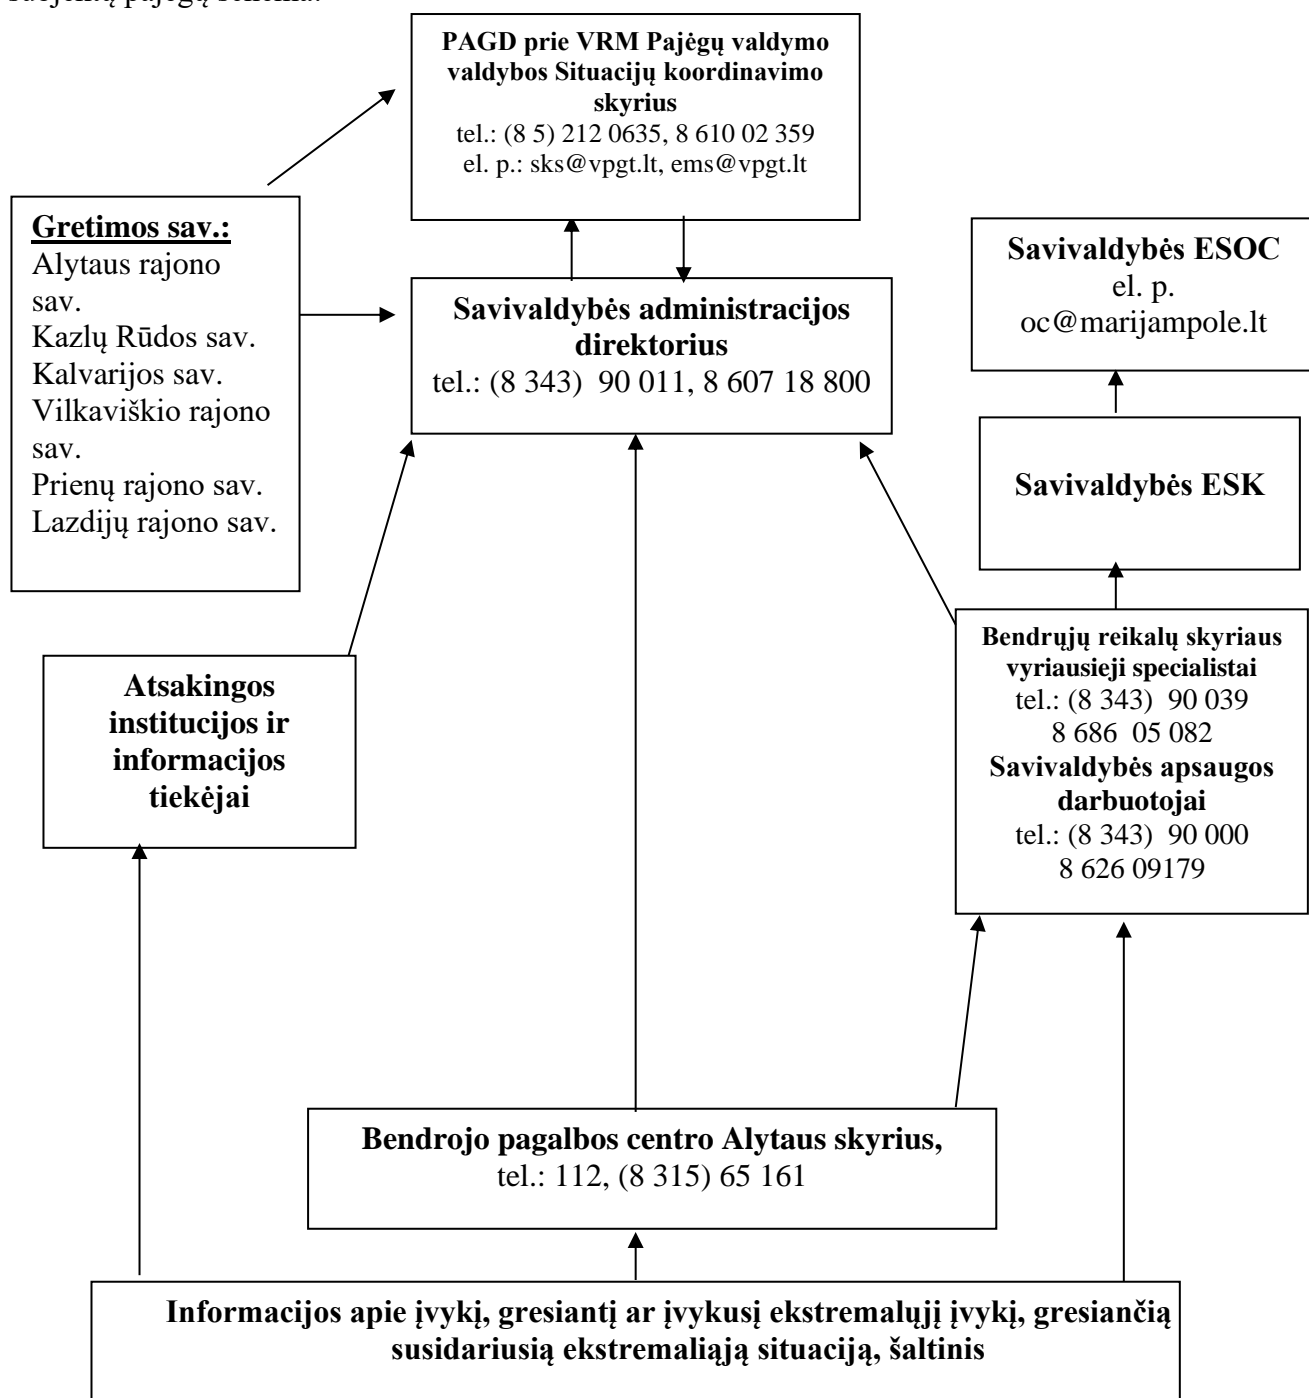 PAGD prie VRM Pajėgų valdymo
valdybos Situacijų koordinavimo
skyrius
tel.: (8 5) 212 0635, 8 610 02 359
el. p.: sks@vpgt.lt, ems@vpgt.lt
Gretimos sav.:
Alytaus rajono
sav.
Kazlų Rūdos sav.
Kalvarijos sav.
Vilkaviškio rajono
sav.
Prienų rajono sav.
Lazdijų rajono sav.
Savivaldybės administracijos
direktorius
tel.: (8 343)  90 011, 8 607 18 800
Savivaldybės ESOC
el. p.
oc@marijampole.lt
Savivaldybės ESK
Bendrųjų reikalų skyriaus
vyriausieji specialistai
tel.: (8 343)  90 039
8 686  05 082
Savivaldybės apsaugos
darbuotojai
tel.: (8 343)  90 000
8 626 09179
Atsakingos
institucijos ir
informacijos
tiekėjai
Bendrojo pagalbos centro Alytaus skyrius,
tel.: 112, (8 315) 65 161
Informacijos apie įvykį, gresiantį ar įvykusį ekstremalųjį įvykį, gresiančią
susidariusią ekstremaliąją situaciją, šaltinis